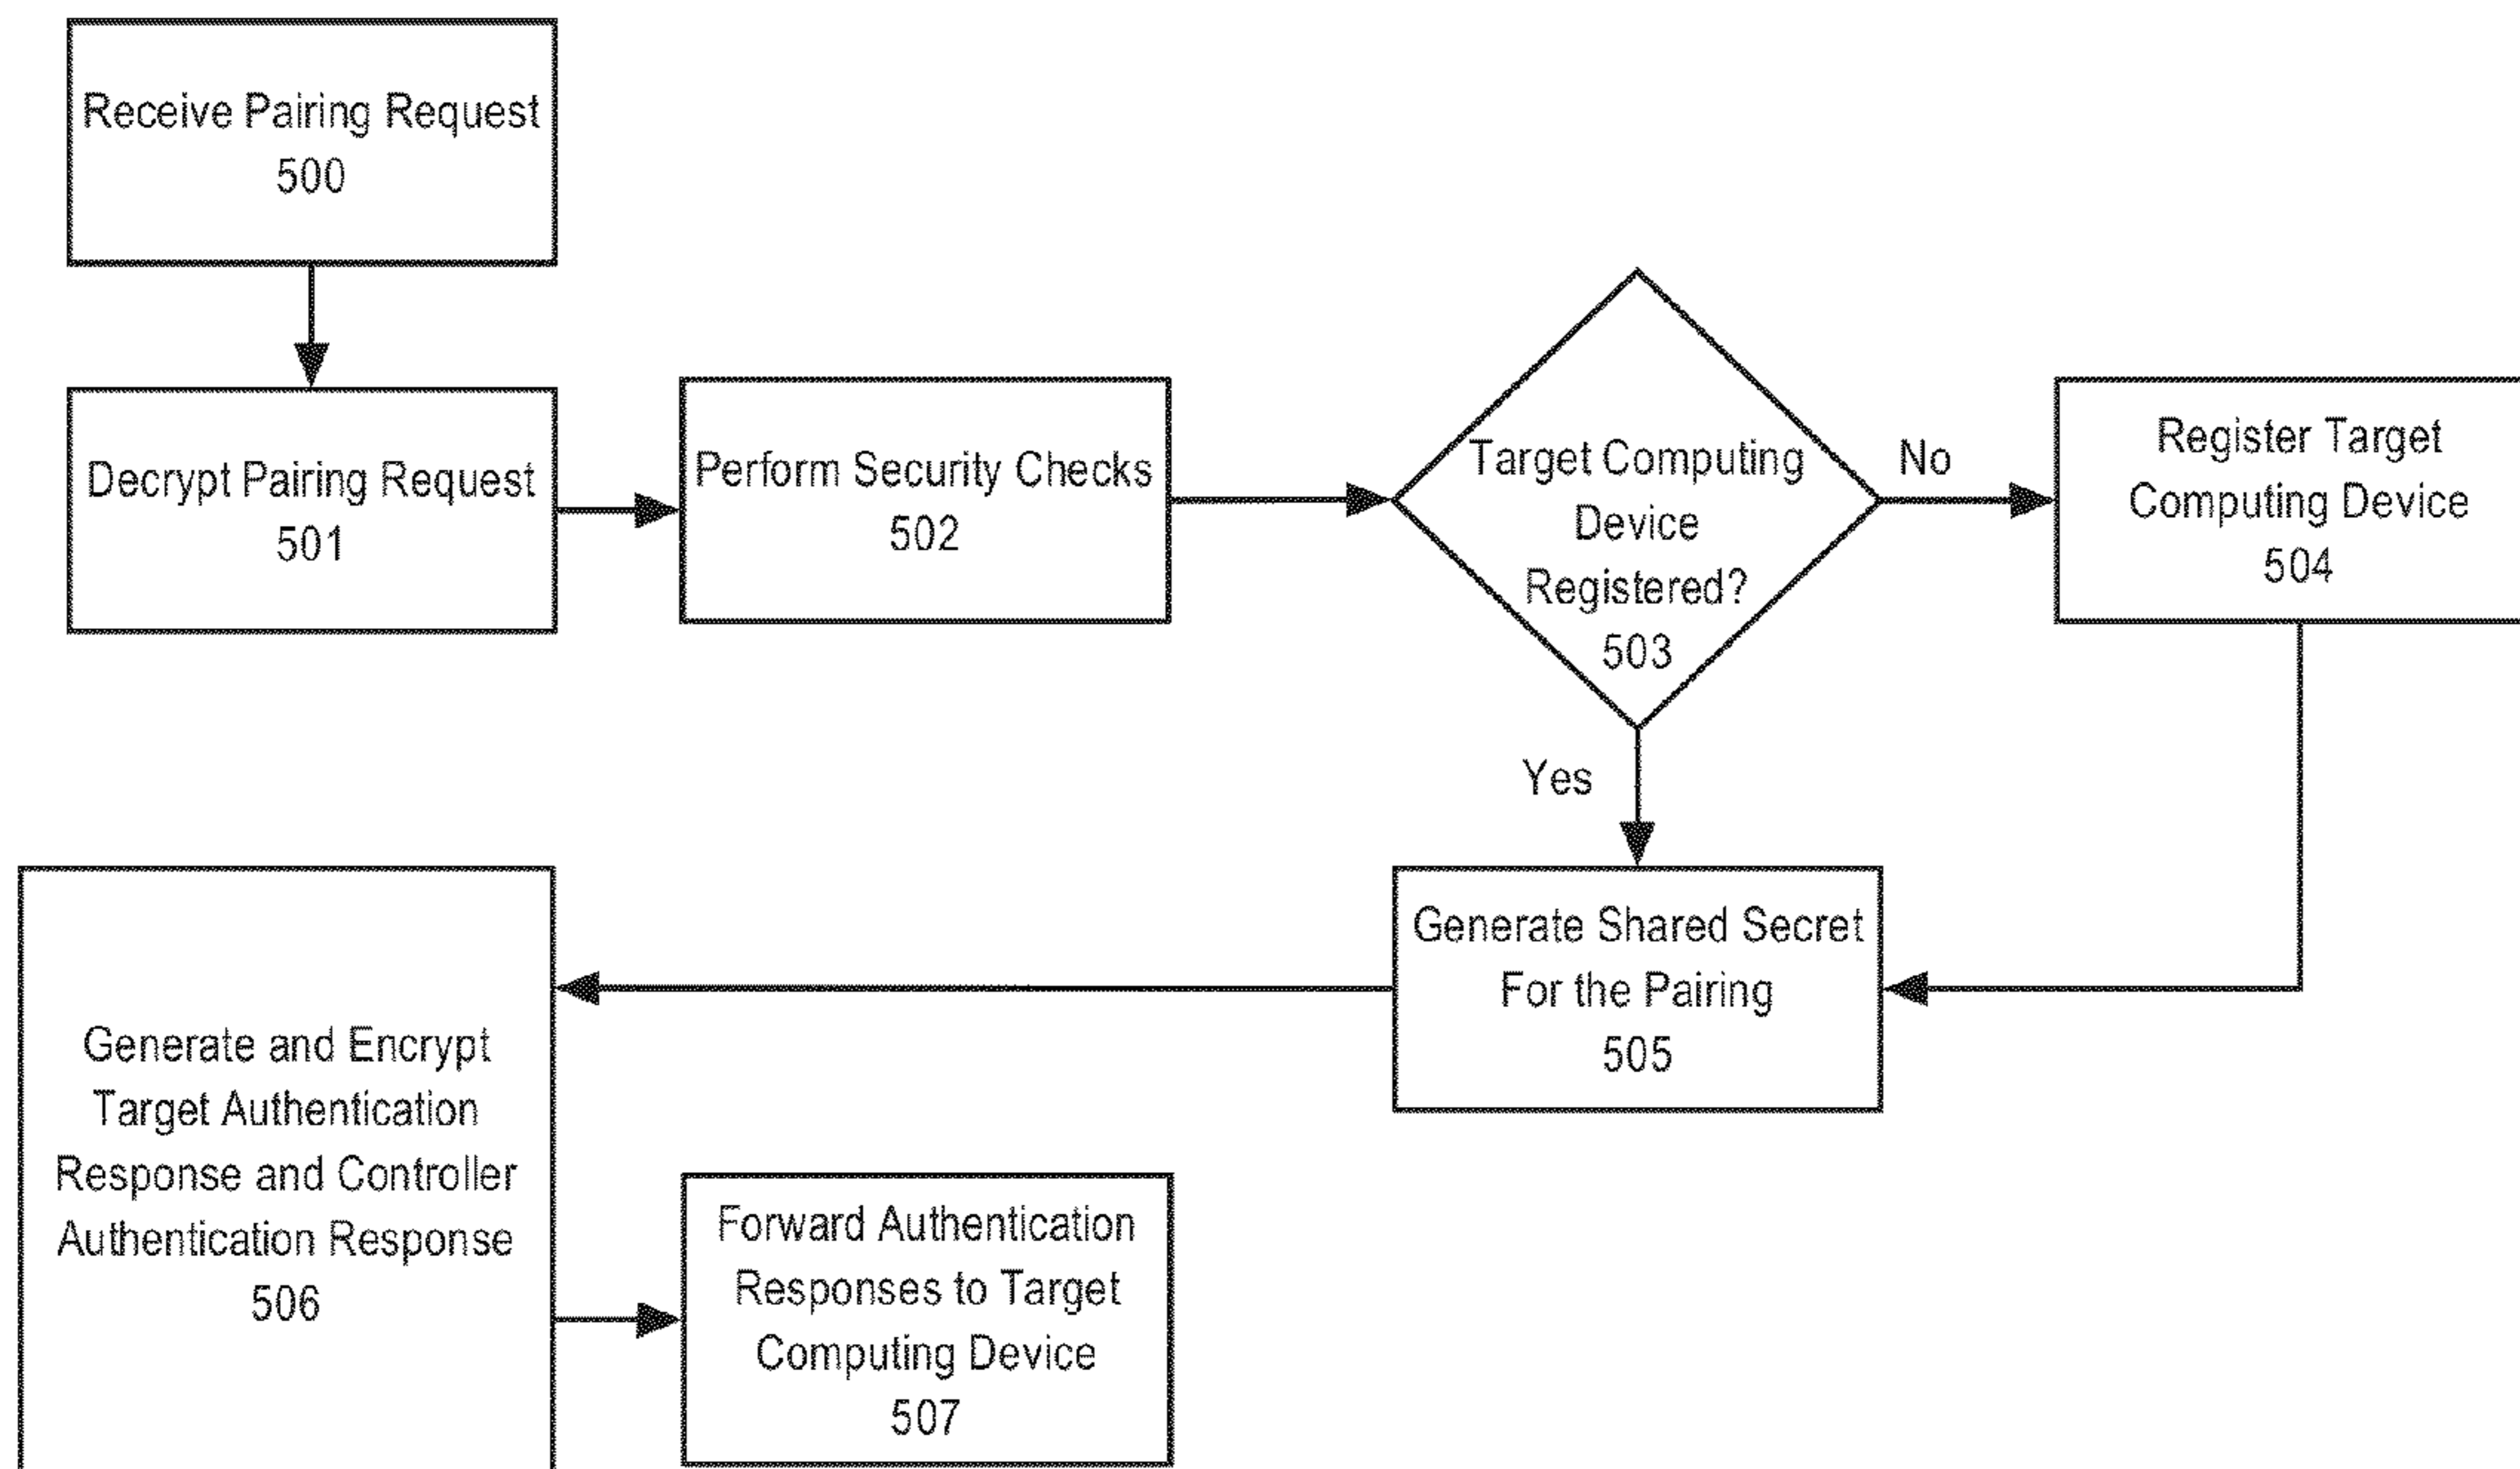 Receive Pairing Request
500
Decrypt Pairing Request
501
Perform Security Checks
502
Target Computing
Device
Registered?
503
No
Register Target
Computing Device
504
Yes
Generate Shared Secret
For the Pairing
505
Generate and Encrypt
Target Authentication
Response and Controller
Authentication Response
506
Forward Authentication
Responses to Target
Computing Device
507